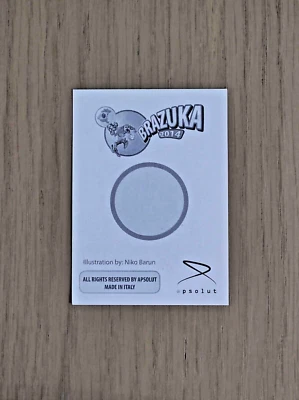 BRAZUKA
2014
Illustration by: Niko Barun
ALL RIGHTS RESERVED BY APSOLUT
MADE IN ITALY
apsolut